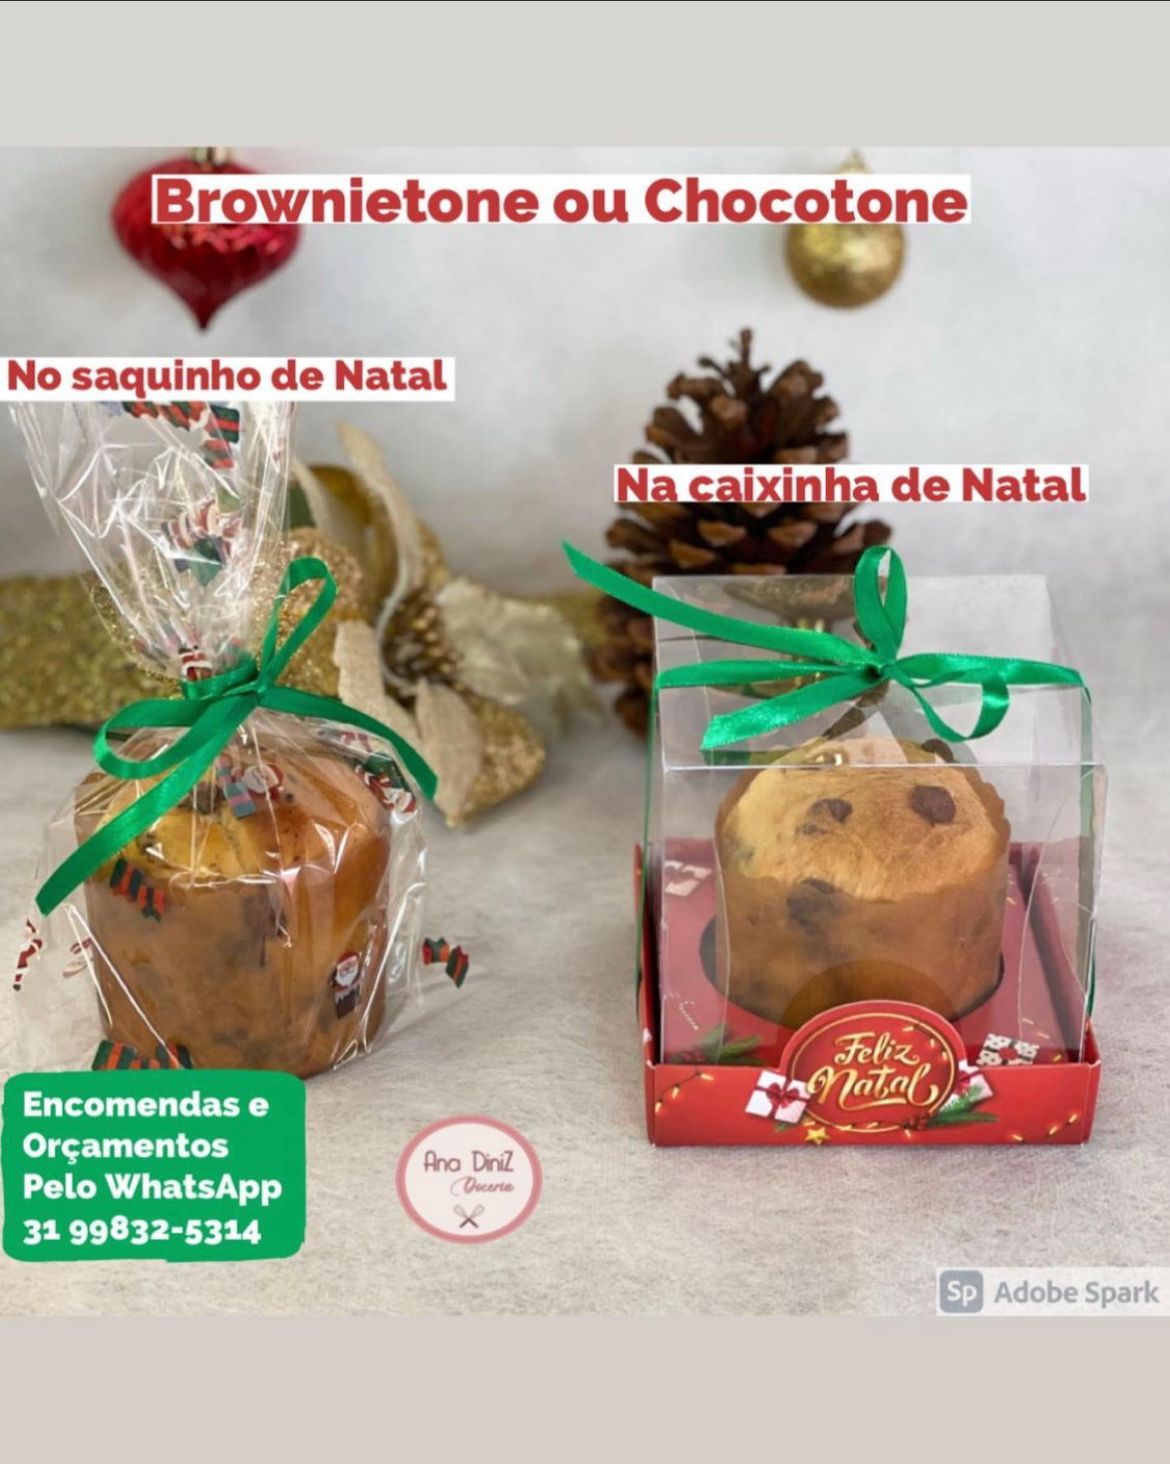 Brownietone ou Chocotone
No saquinho de Natal
Na caixinha de Natal
Feliz
Natal
Encomendas e
Orçamentos
Pelo WhatsApp
31 99832-5314
Ana DiniZ
Doceria
Sp Adobe Spark